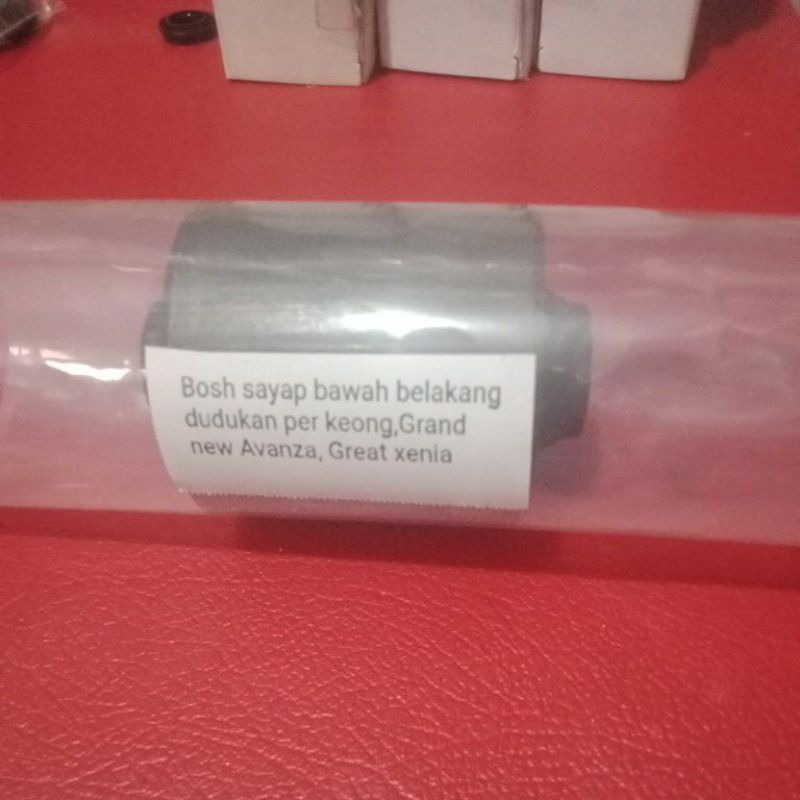 Bosh sayap bawah belakang
dudukan per keong,Grand
new Avanza, Great xenia